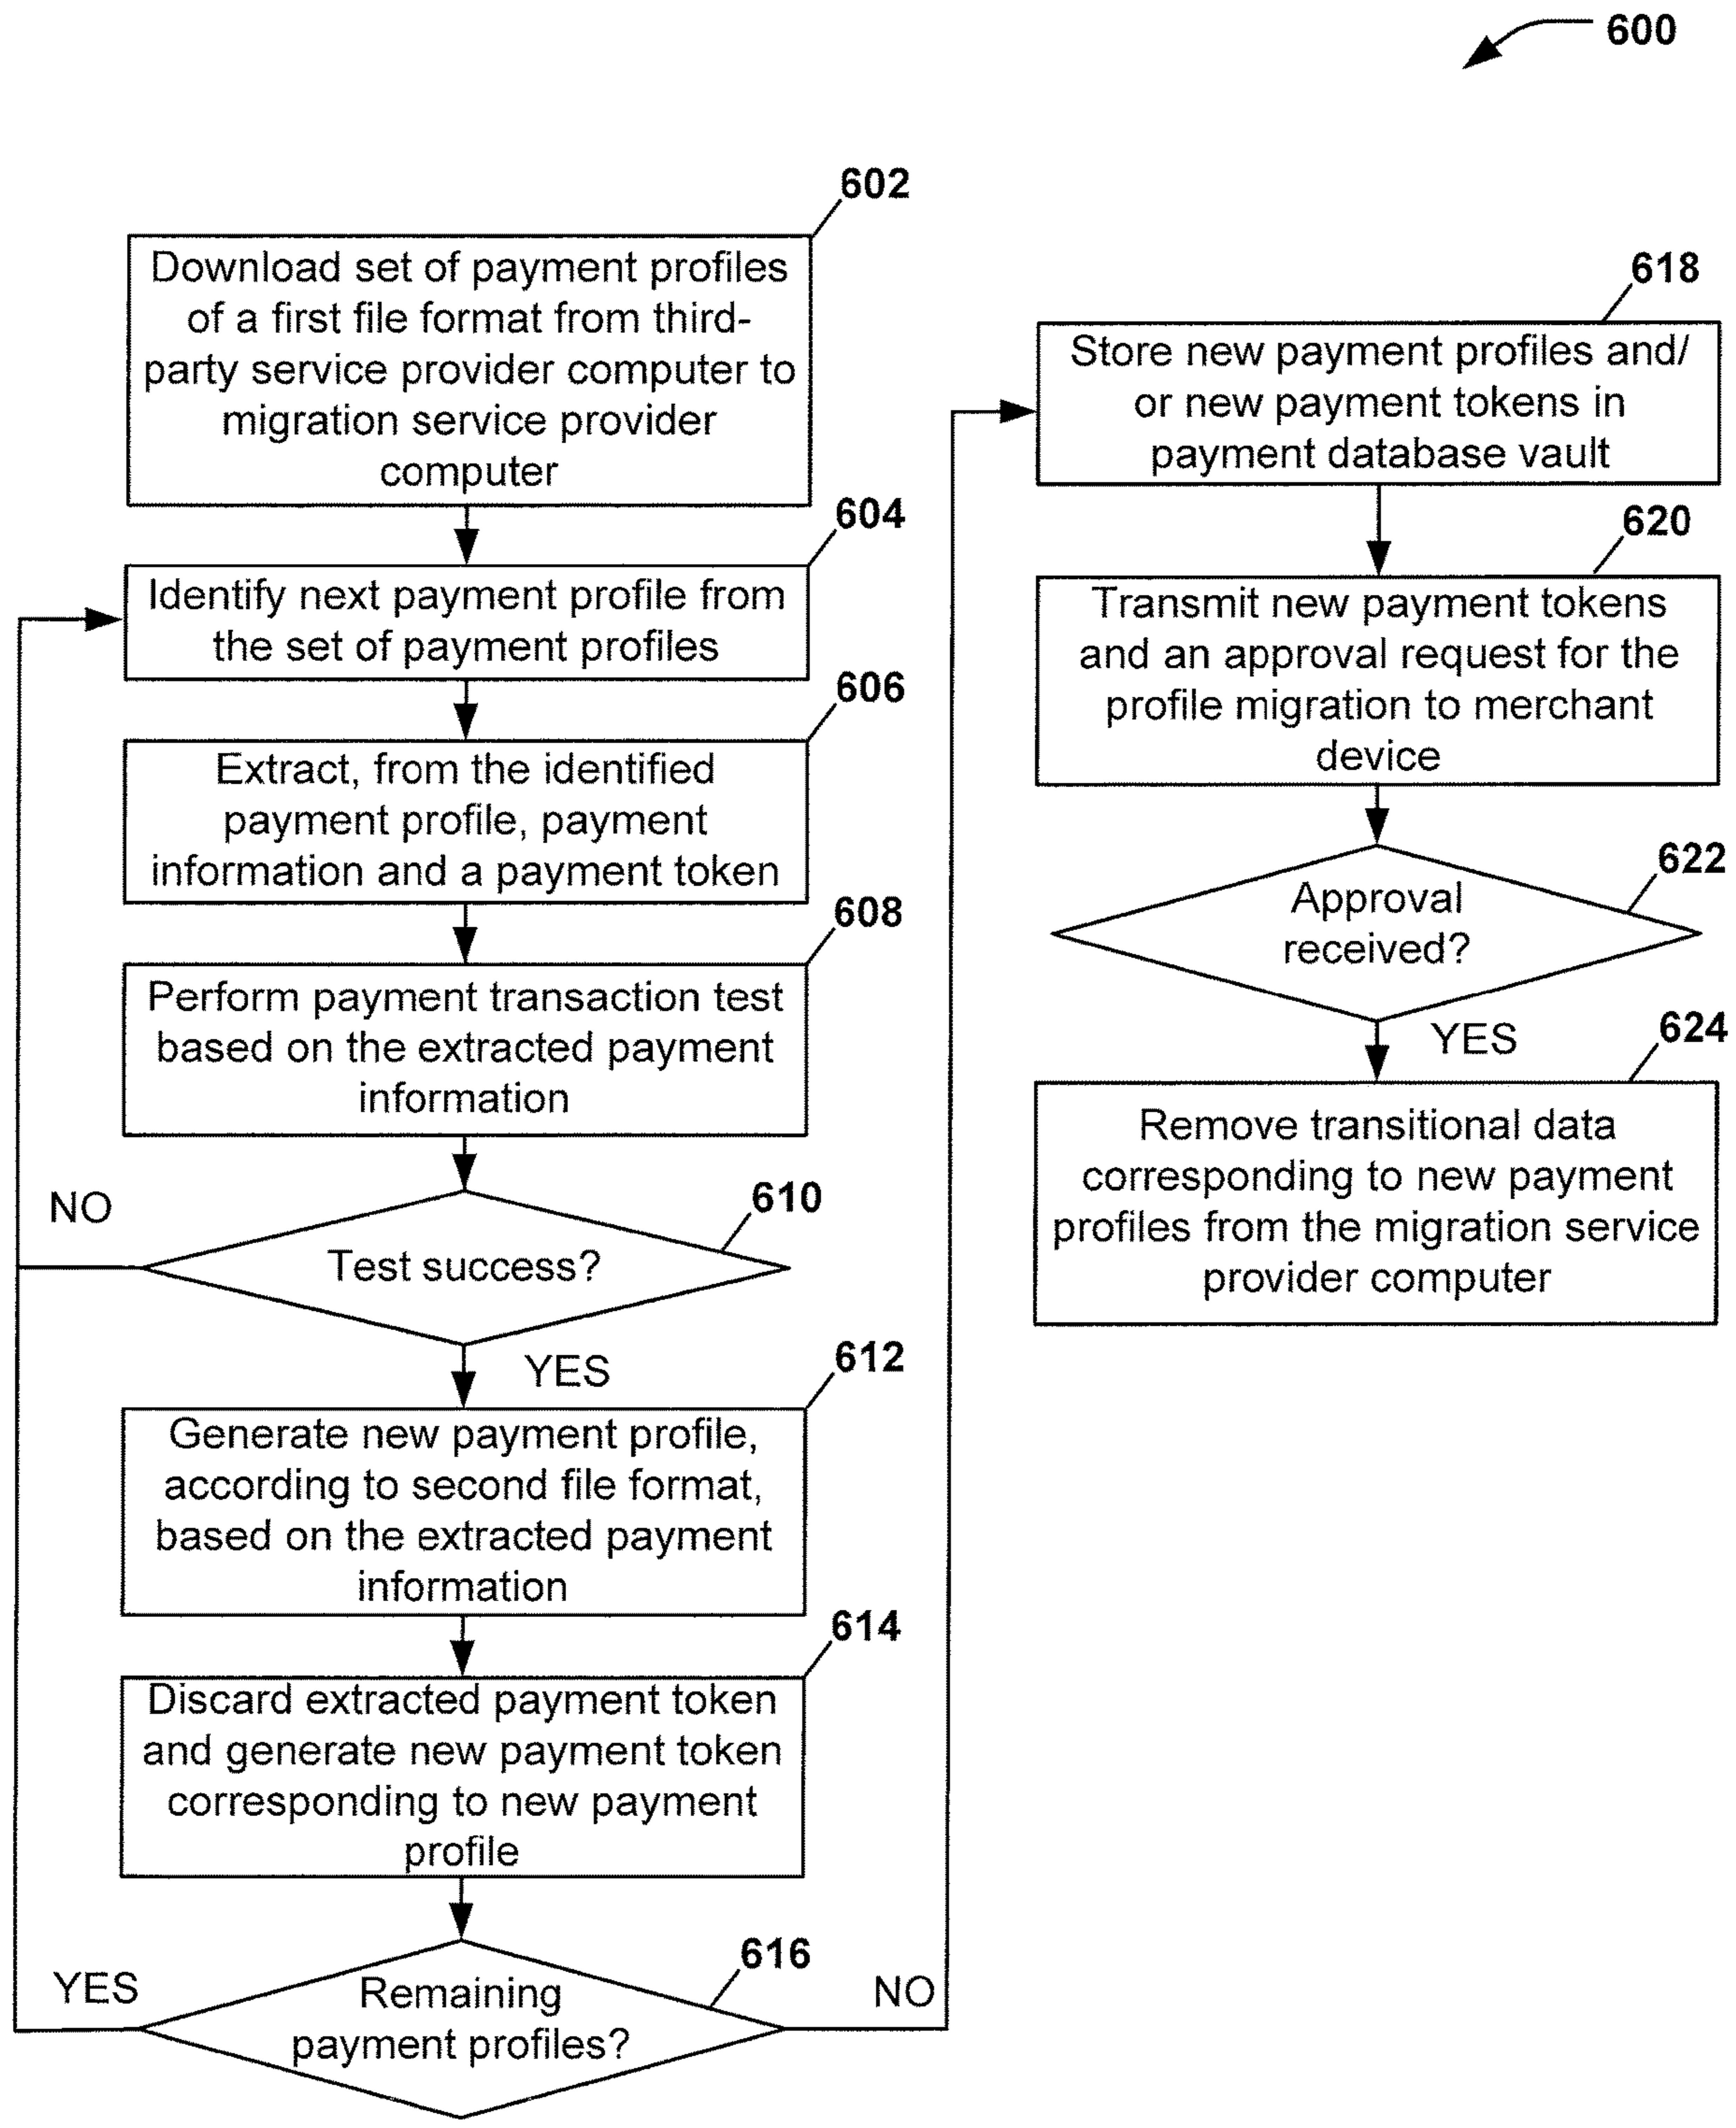 600
602
Download set of payment profiles
of a first file format from third-
party service provider computer to
migration service provider
computer
604
Identify next payment profile from
the set of payment profiles
606
Extract, from the identified
payment profile, payment
information and a payment token
608
Perform payment transaction test
based on the extracted payment
information
NO
610
Test success?
YES
612
Generate new payment profile,
according to second file format,
based on the extracted payment
information
614
Discard extracted payment token
and generate new payment token
corresponding to new payment
profile
616
YES
Remaining
payment profiles?
NO
618
Store new payment profiles and/
or new payment tokens in
payment database vault
620
Transmit new payment tokens
and an approval request for the
profile migration to merchant
device
622
Approval
received?
YES
624
Remove transitional data
corresponding to new payment
profiles from the migration service
provider computer